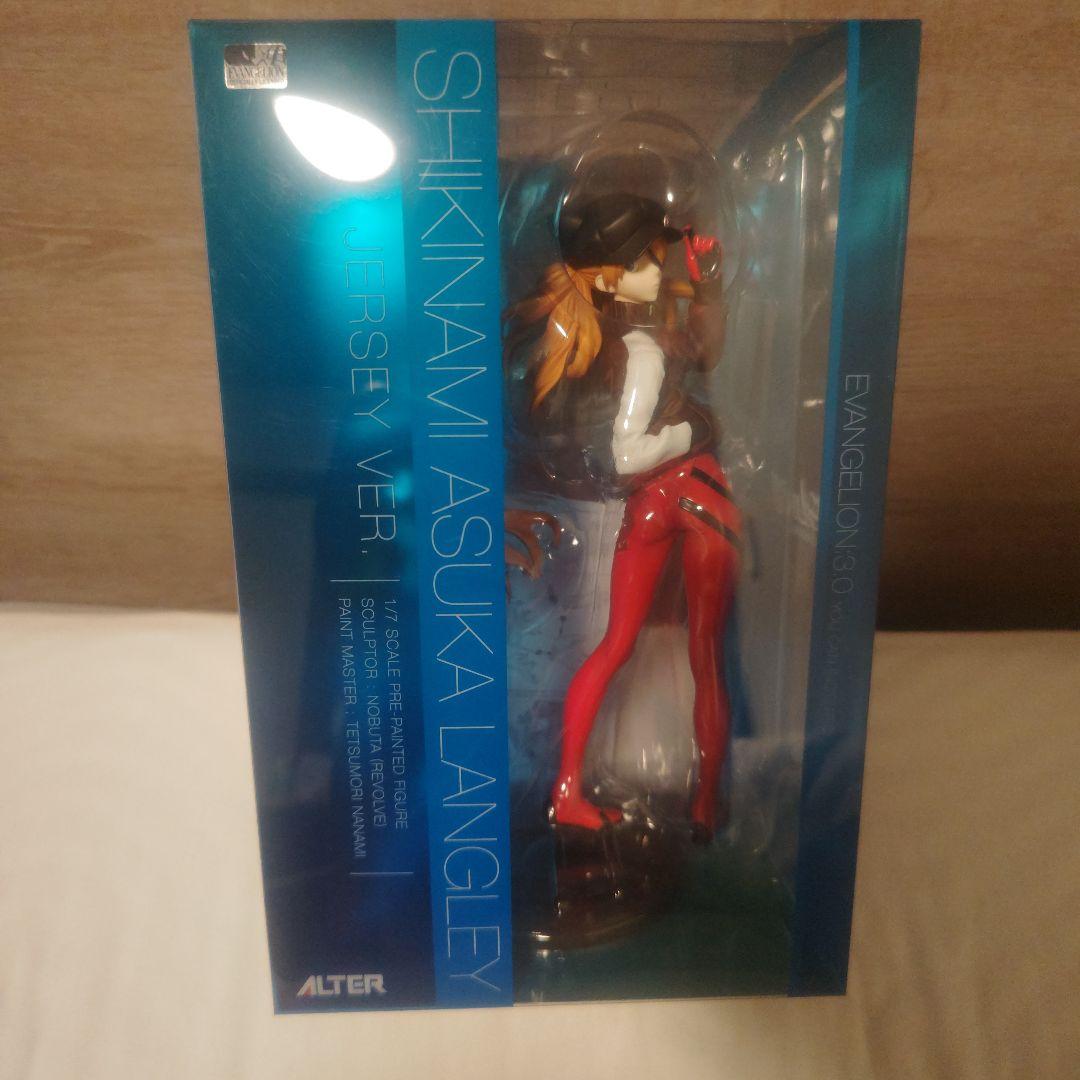 EVANGELION
SHIKINAMI ASUKA LANGLEY
JERSEY VER.
1/7 SCALE PRE-PAINTED FIGURE
SCULPTOR : NOBUTA (REVOLVE)
PAINT MASTER : TETSUMORI NANAMI
ALTER
EVANGELION:3.0